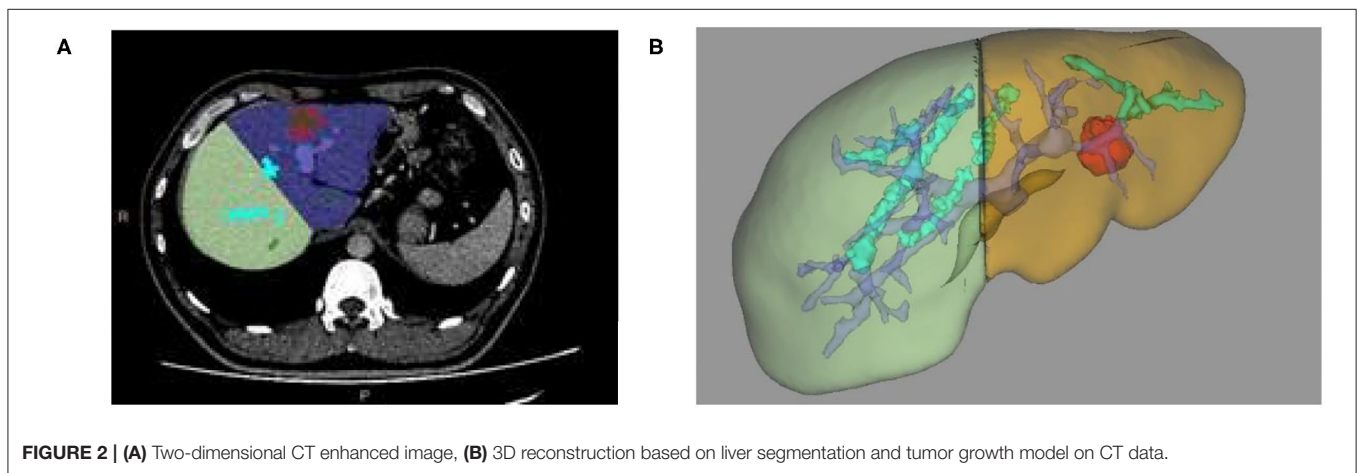 A
B
R
P
FIGURE 2 | (A) Two-dimensional CT enhanced image, (B) 3D reconstruction based on liver segmentation and tumor growth model on CT data.